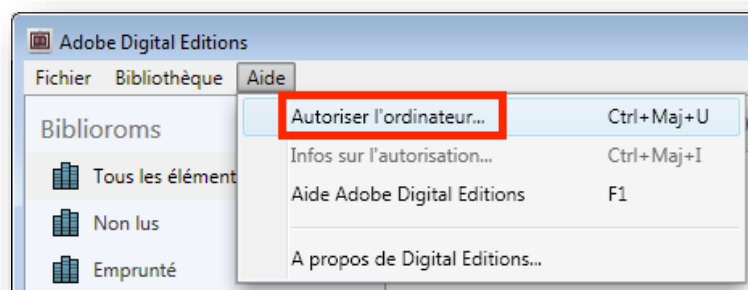 Adobe Digital Editions
Fichier Bibliothèque Aide
Biblioroms
Tous les élément
Non lus
Emprunté
Autoriser l'ordinateur... Ctrl+Maj+U
Infos sur l'autorisation... Ctrl+Maj+I
Aide Adobe Digital Editions F1
A propos de Digital Editions...